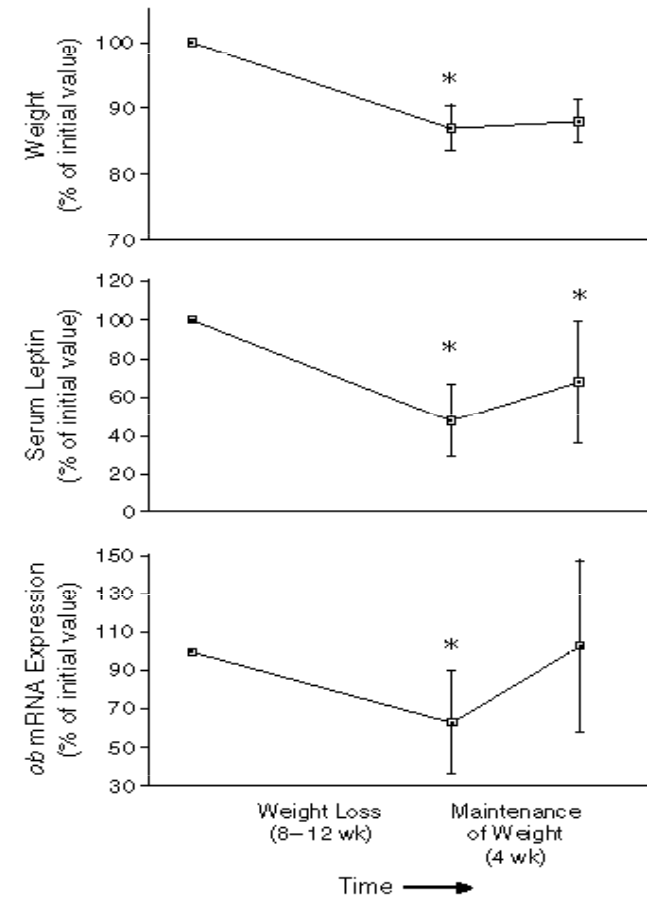 Weight
(% of initial value)
100
90
80
70
*
Serum Leptin
(% of initial value)
120
100
80
60
40
20
0
*
*
ob mRNA Expression
(% of initial value)
150
130
110
90
70
50
30
*
Weight Loss
(8–12 wk)
Maintenance
of Weight
(4 wk)
Time